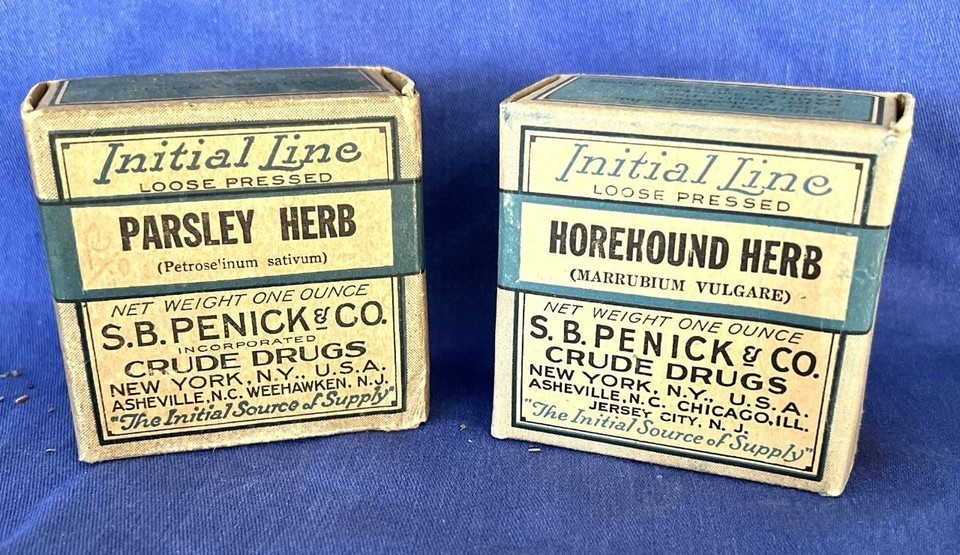 Initial Line
LOOSE PRESSED
PARSLEY HERB
(Petrose'inum sativum)
NET WEIGHT ONE OUNCE
S.B. PENICK & CO.
INCORPORATED
CRUDE DRUGS
NEW YORK, N.Y., U.S.A.
ASHEVILLE, N.C. WEEHAWKEN, N.J.
"The Initial Source of Supply"
Initial Line
LOOSE PRESSED
HOREHOUND HERB
(MARRUBIUM VULGARE)
NET WEIGHT ONE OUNCE
S.B. PENICK & CO.
CRUDE DRUGS
NEW YORK, N.Y., U.S.A.
ASHEVILLE, N.C., CHICAGO, ILL.
JERSEY CITY, N. J.
"The Initial Source of Supply"